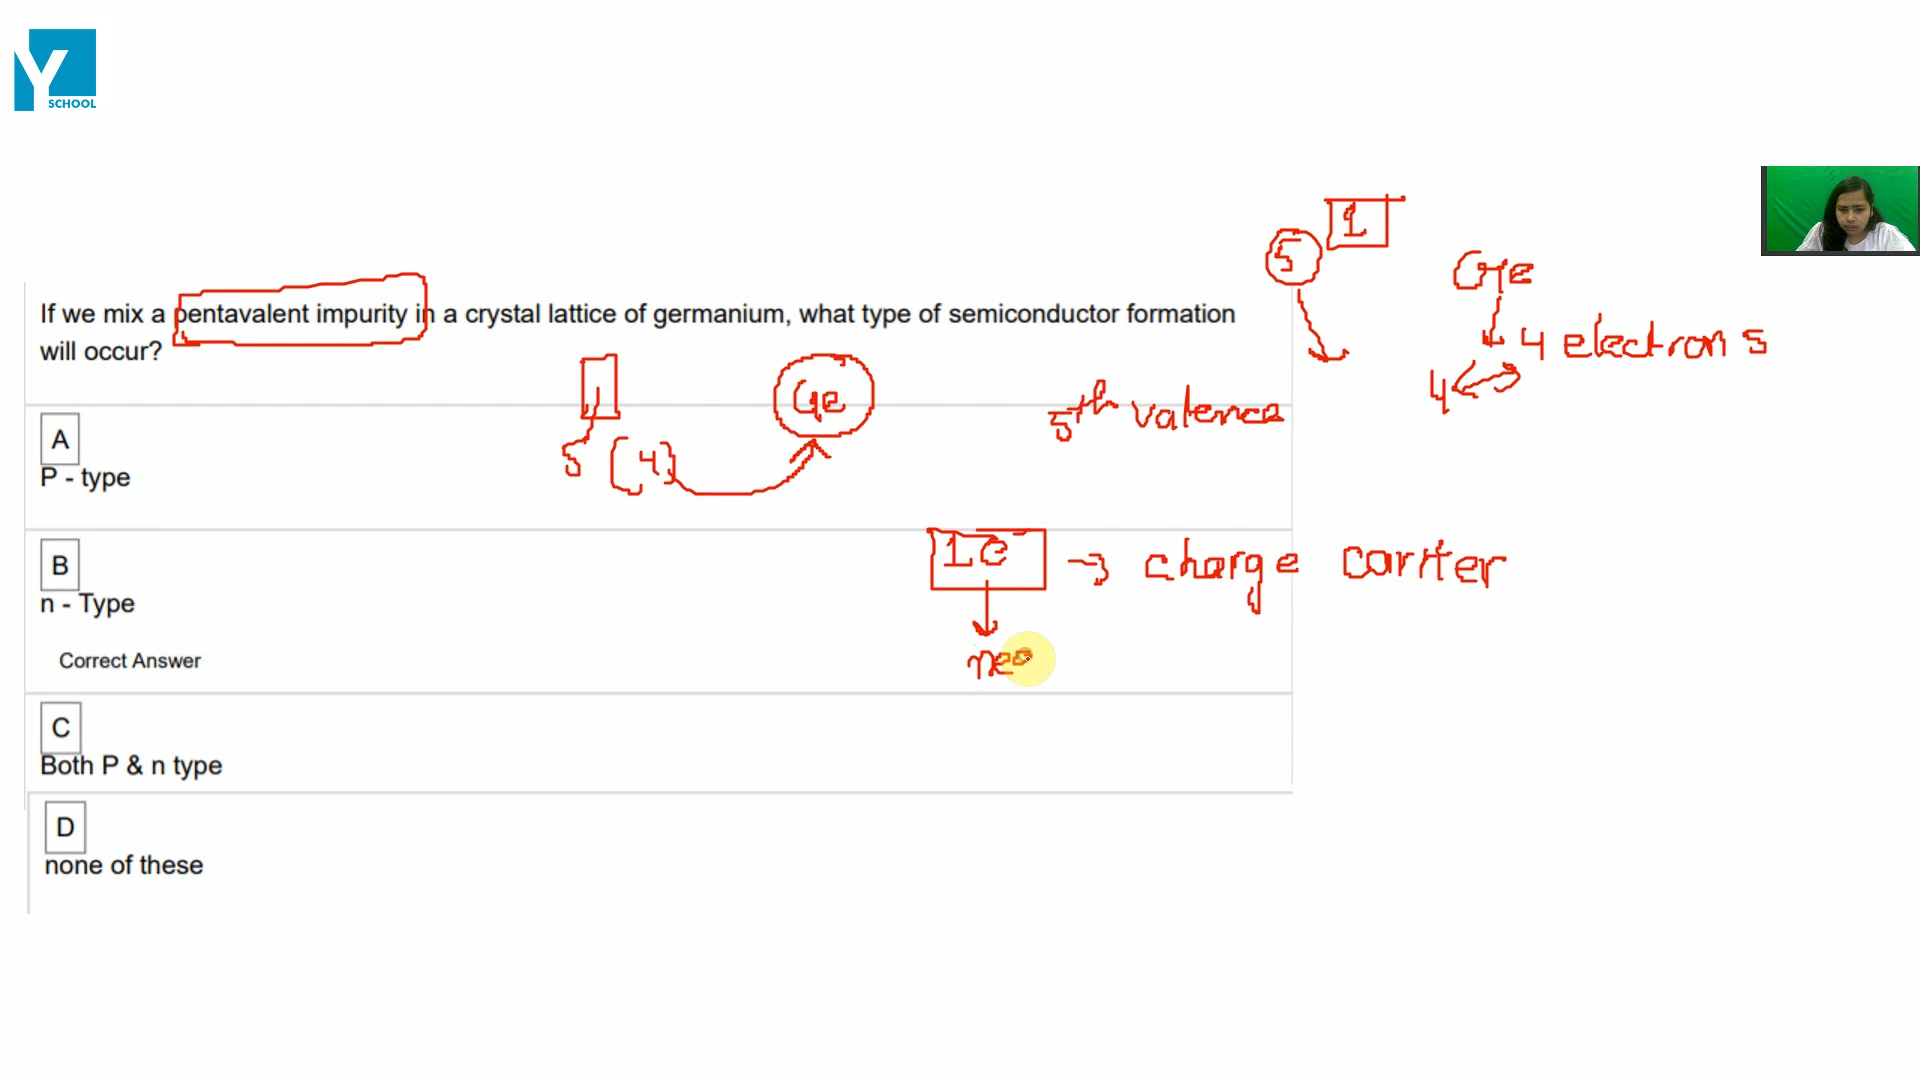 Y
SCHOOL
If we mix a pentavalent impurity in a crystal lattice of germanium, what type of semiconductor formation
will occur?
5 1
Ge
4 electrons
4
Ge
5th valence
5 (4)
A
P - type
B
n - Type
1e → charge carrier
Correct Answer
C
Both P & n type
D
none of these